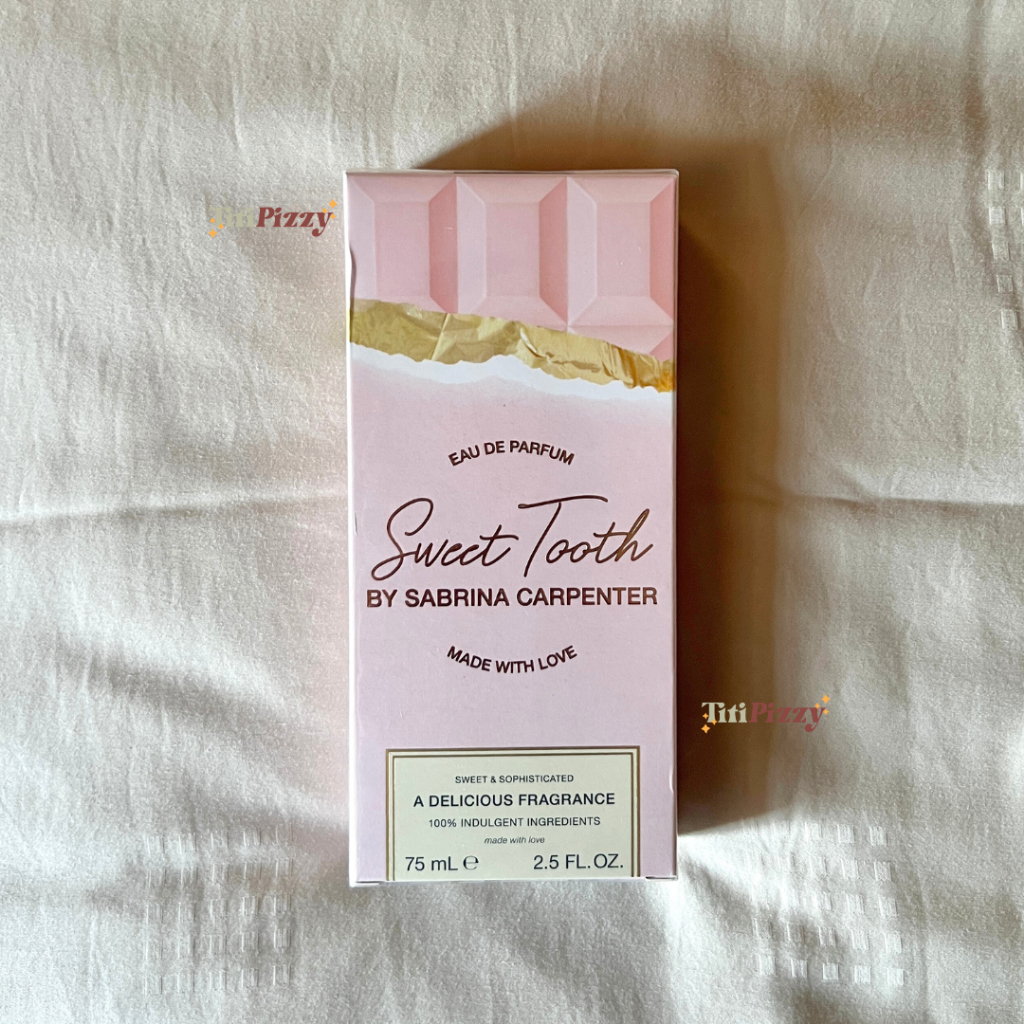 TitiPizzy
EAU DE PARFUM
Sweet Tooth
BY SABRINA CARPENTER
MADE WITH LOVE
TitiPizzy
SWEET & SOPHISTICATED
A DELICIOUS FRAGRANCE
100% INDULGENT INGREDIENTS
made with love
75 mL ℮ 2.5 FL. OZ.